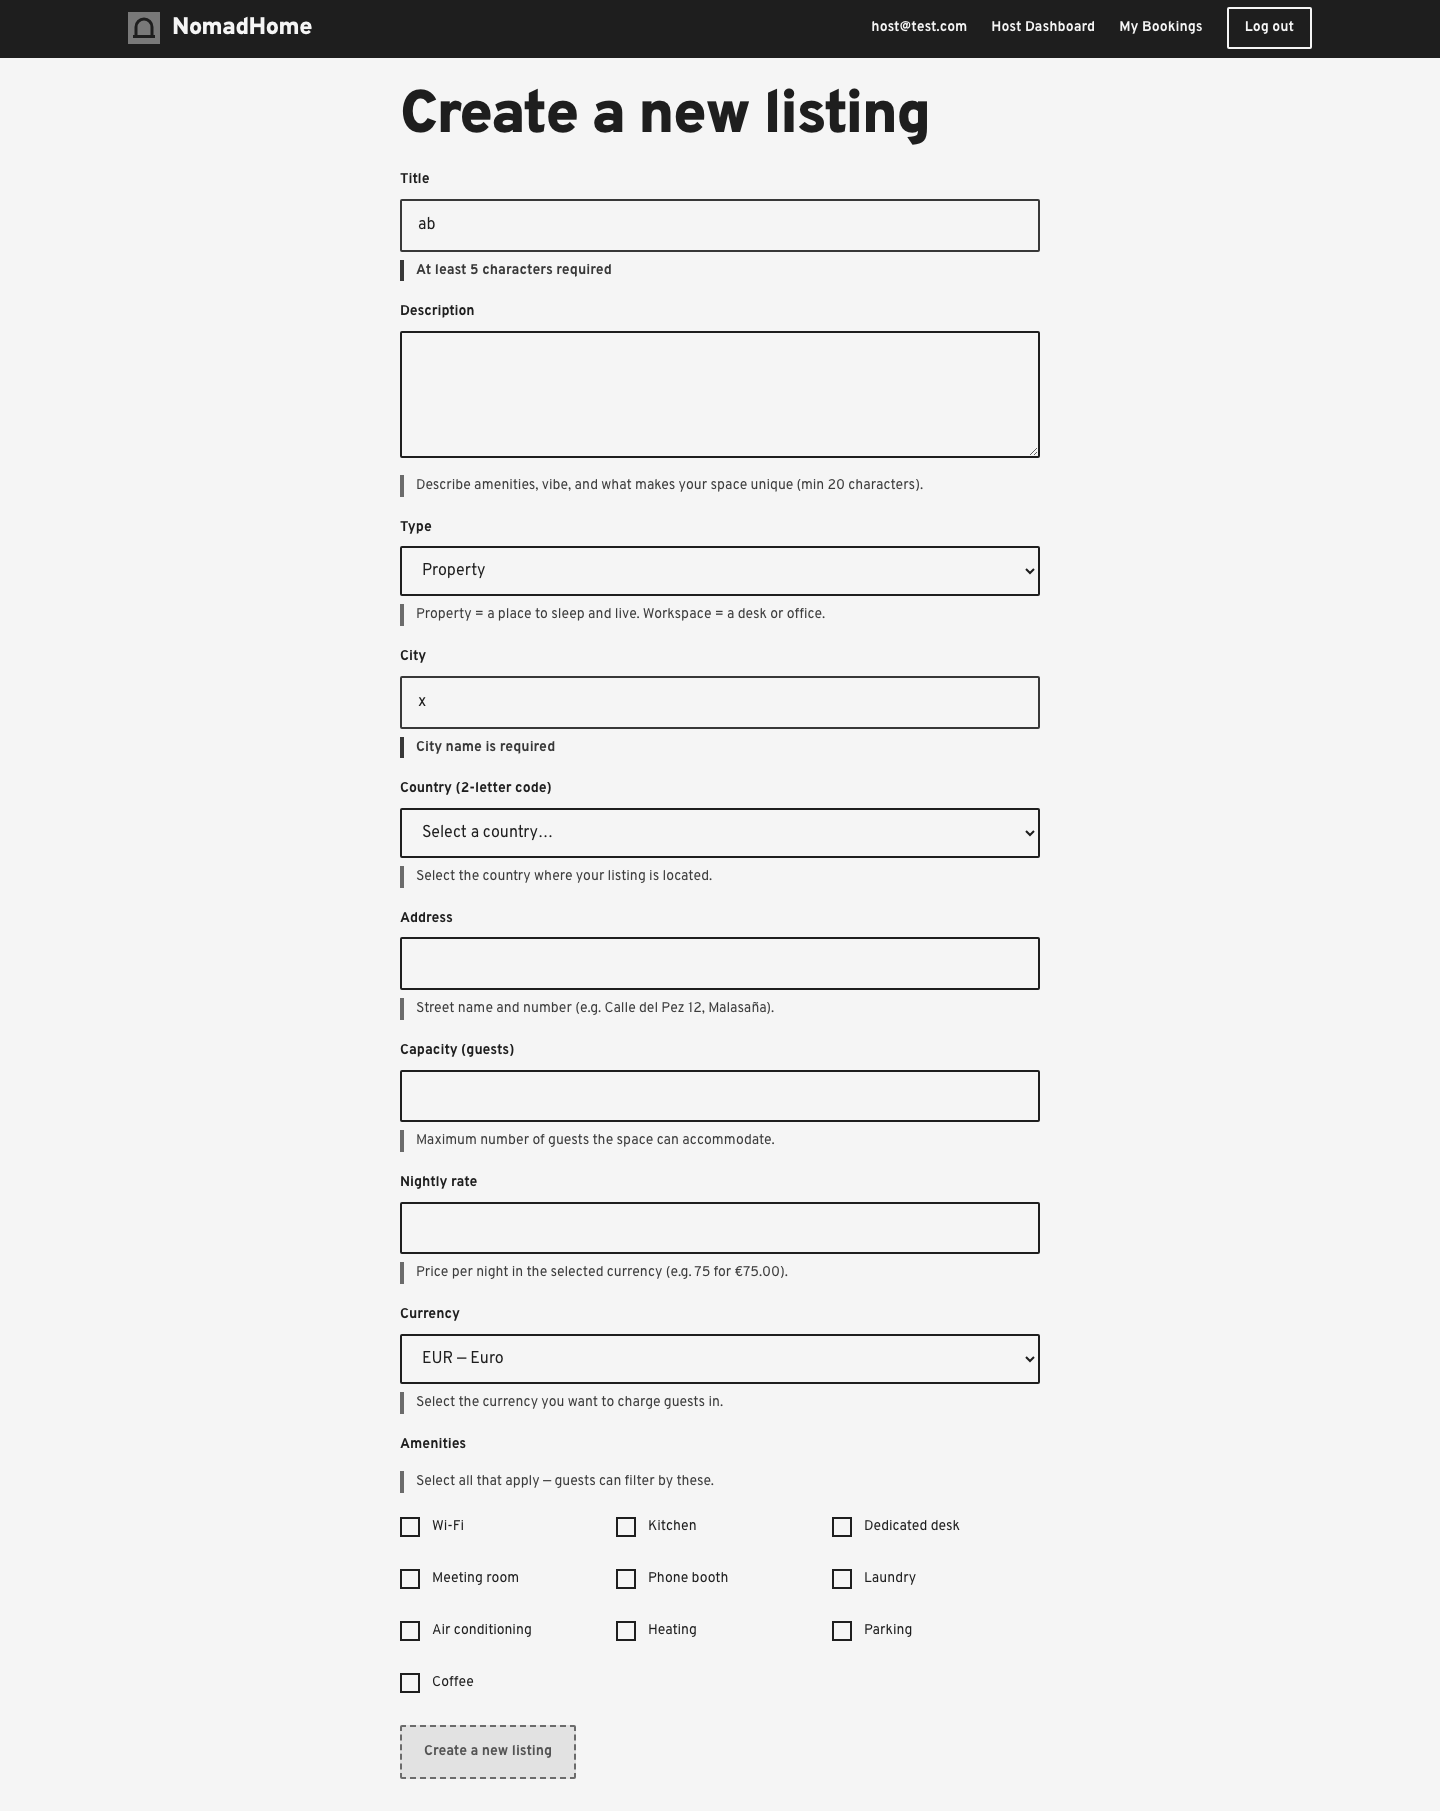 NomadHome
host@test.com
Host Dashboard
My Bookings
Log out
Create a new listing
Title
ab
At least 5 characters required
Description
Describe amenities, vibe, and what makes your space unique (min 20 characters).
Type
Property
Property = a place to sleep and live. Workspace = a desk or office.
City
x
City name is required
Country (2-letter code)
Select a country…
Select the country where your listing is located.
Address
Street name and number (e.g. Calle del Pez 12, Malasaña).
Capacity (guests)
Maximum number of guests the space can accommodate.
Nightly rate
Price per night in the selected currency (e.g. 75 for €75.00).
Currency
EUR — Euro
Select the currency you want to charge guests in.
Amenities
Select all that apply — guests can filter by these.
Wi-Fi
Kitchen
Dedicated desk
Meeting room
Phone booth
Laundry
Air conditioning
Heating
Parking
Coffee
Create a new listing